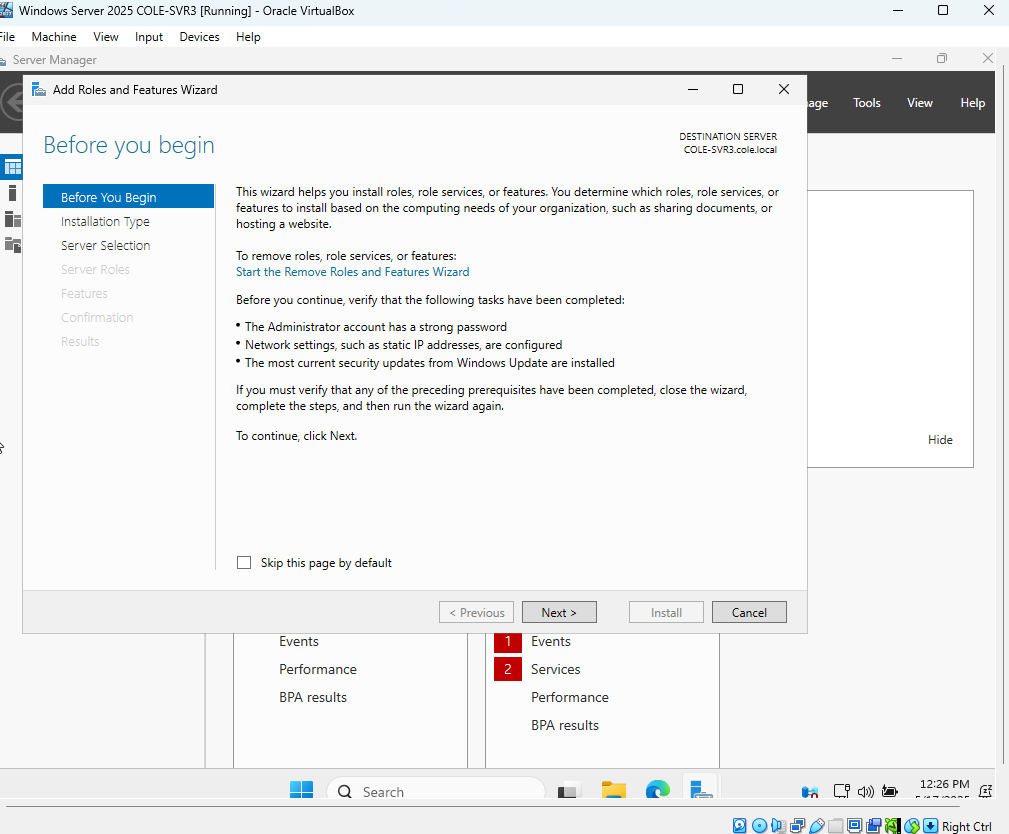 Windows Server 2025 COLE-SVR3 [Running] - Oracle VirtualBox
File Machine View Input Devices Help
Server Manager
Add Roles and Features Wizard
Tools View Help
Before you begin
DESTINATION SERVER
COLE-SVR3.cole.local
Before You Begin
Installation Type
Server Selection
Server Roles
Features
Confirmation
Results
This wizard helps you install roles, role services, or features. You determine which roles, role services, or
features to install based on the computing needs of your organization, such as sharing documents, or
hosting a website.
To remove roles, role services, or features:
Start the Remove Roles and Features Wizard
Before you continue, verify that the following tasks have been completed:
• The Administrator account has a strong password
• Network settings, such as static IP addresses, are configured
• The most current security updates from Windows Update are installed
If you must verify that any of the preceding prerequisites have been completed, close the wizard,
complete the steps, and then run the wizard again.
To continue, click Next.
Hide
Skip this page by default
< Previous Next > Install Cancel
Events
Performance
BPA results
1 Events
2 Services
Performance
BPA results
Search
12:26 PM
Right Ctrl